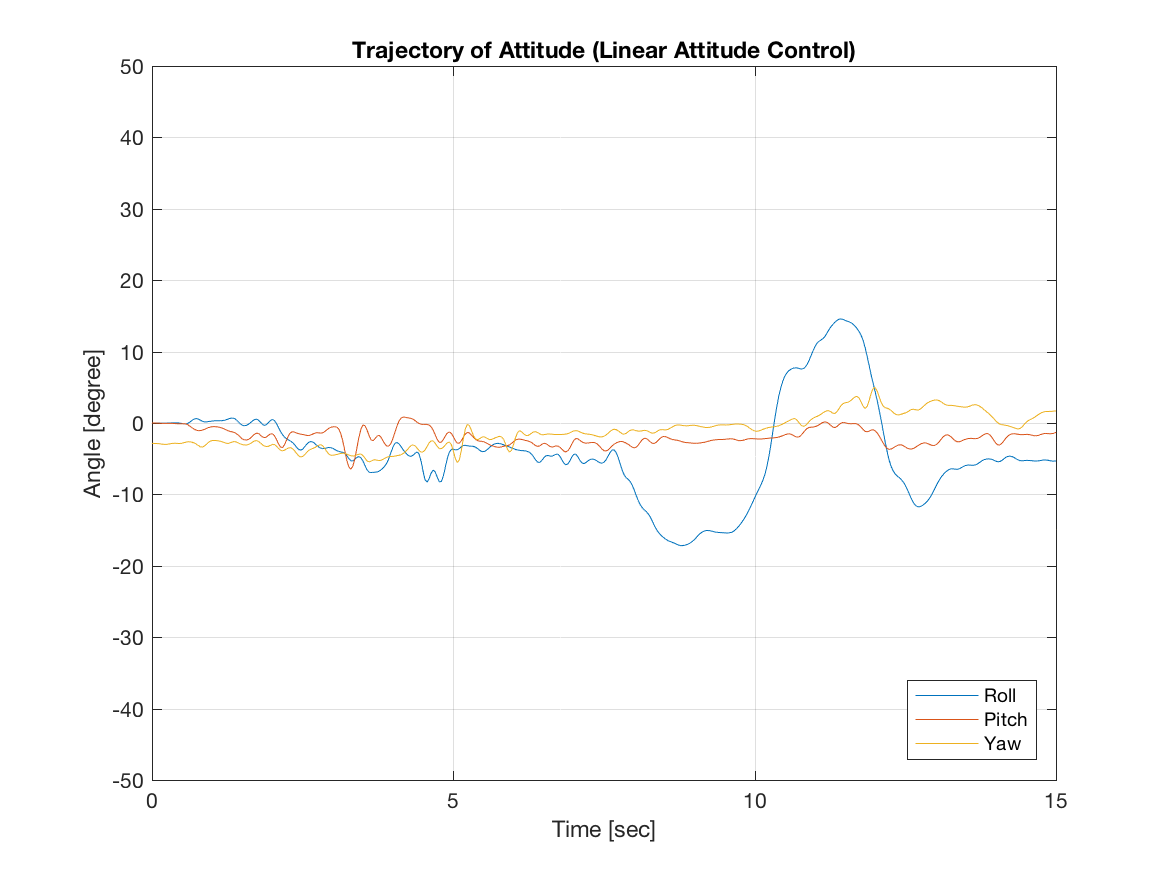 Trajectory of Attitude (Linear Attitude Control)
50
40
30
20
10
0
-10
-20
-30
-40
-50
Angle [degree]
0 5 10 15
Time [sec]
Roll
Pitch
Yaw